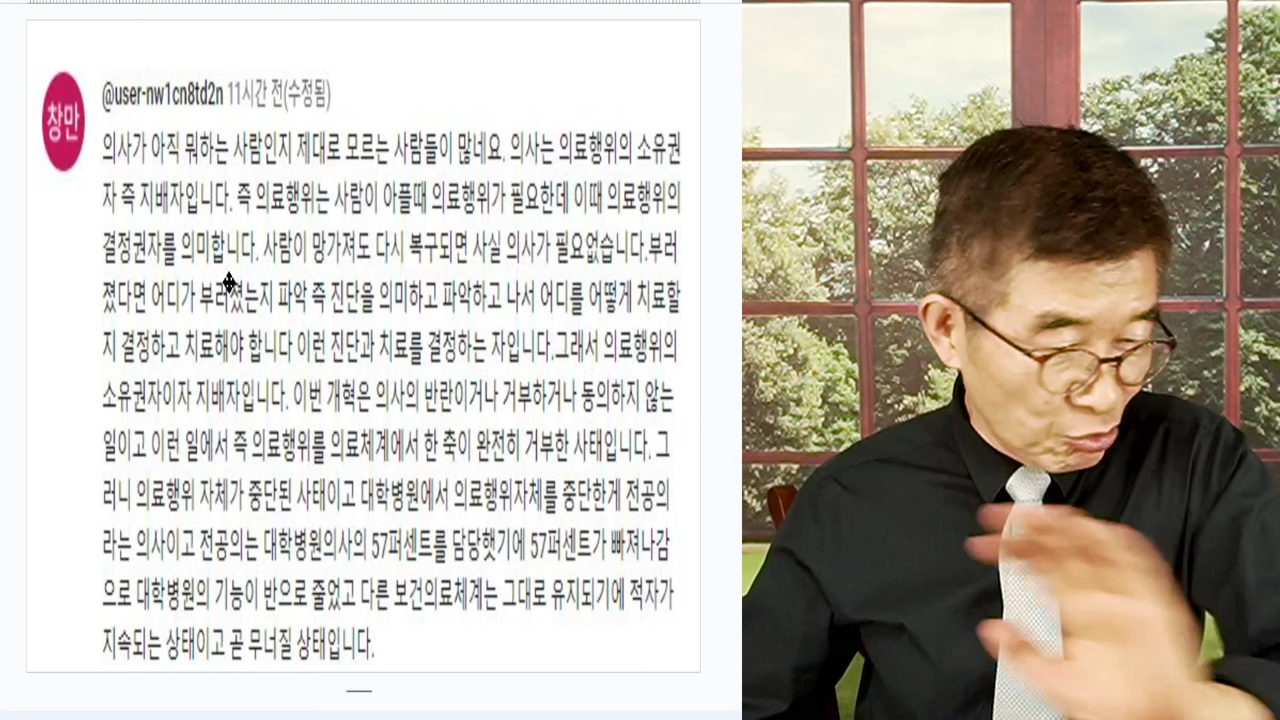 창만
@user-nw1cn8td2n 11시간 전(수정됨)
의사가 아직 뭐하는 사람인지 제대로 모르는 사람들이 많네요. 의사는 의료행위의 소유권
자 즉 지배자입니다. 즉 의료행위는 사람이 아플때 의료행위가 필요한데 이때 의료행위의
결정권자를 의미합니다. 사람이 망가져도 다시 복구되면 사실 의사가 필요없습니다.부러
졌다면 어디가 부러졌는지 파악 즉 진단을 의미하고 파악하고 나서 어디를 어떻게 치료할
지 결정하고 치료해야 합니다 이런 진단과 치료를 결정하는 자입니다.그래서 의료행위의
소유권자이자 지배자입니다. 이번 개혁은 의사의 반란이거나 거부하거나 동의하지 않는
일이고 이런 일에서 즉 의료행위를 의료체계에서 한 축이 완전히 거부한 사태입니다. 그
러니 의료행위 자체가 중단된 사태이고 대학병원에서 의료행위자체를 중단한게 전공의
라는 의사이고 전공의는 대학병원의사의 57퍼센트를 담당햇기에 57퍼센트가 빠져나감
으로 대학병원의 기능이 반으로 줄었고 다른 보건의료체계는 그대로 유지되기에 적자가
지속되는 상태이고 곧 무너질 상태입니다.